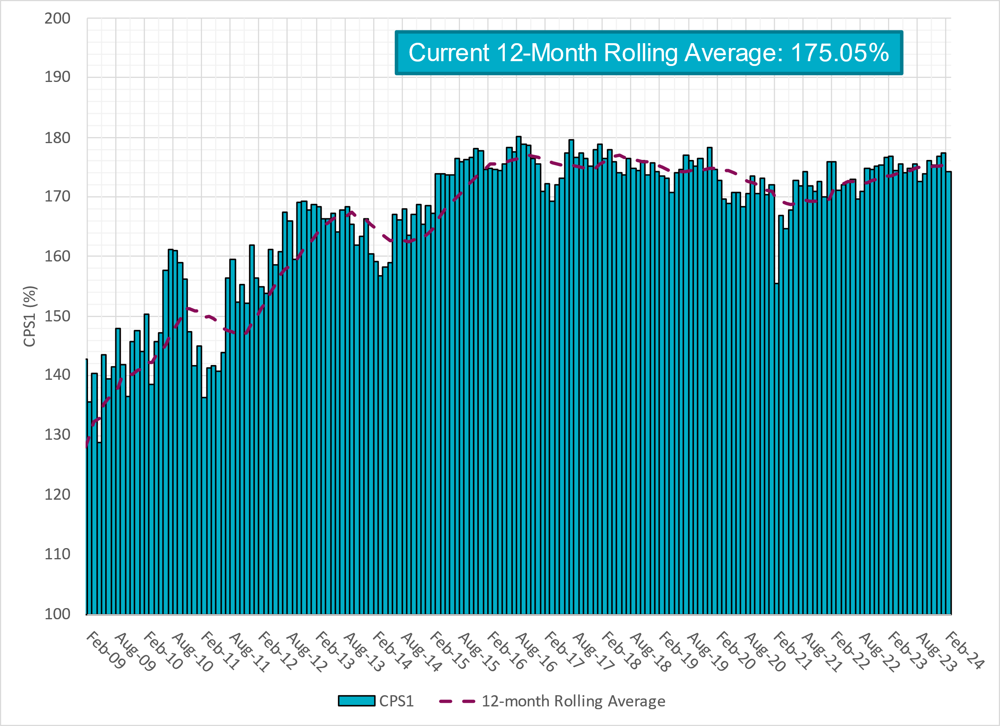 Current 12-Month Rolling Average: 175.05%
CPS1 (%)
200
190
180
170
160
150
140
130
120
110
100
Feb-09
Aug-09
Feb-10
Aug-10
Feb-11
Aug-11
Feb-12
Aug-12
Feb-13
Aug-13
Feb-14
Aug-14
Feb-15
Aug-15
Feb-16
Aug-16
Feb-17
Aug-17
Feb-18
Aug-18
Feb-19
Aug-19
Feb-20
Aug-20
Feb-21
Aug-21
Feb-22
Aug-22
Feb-23
Aug-23
Feb-24
CPS1
12-month Rolling Average